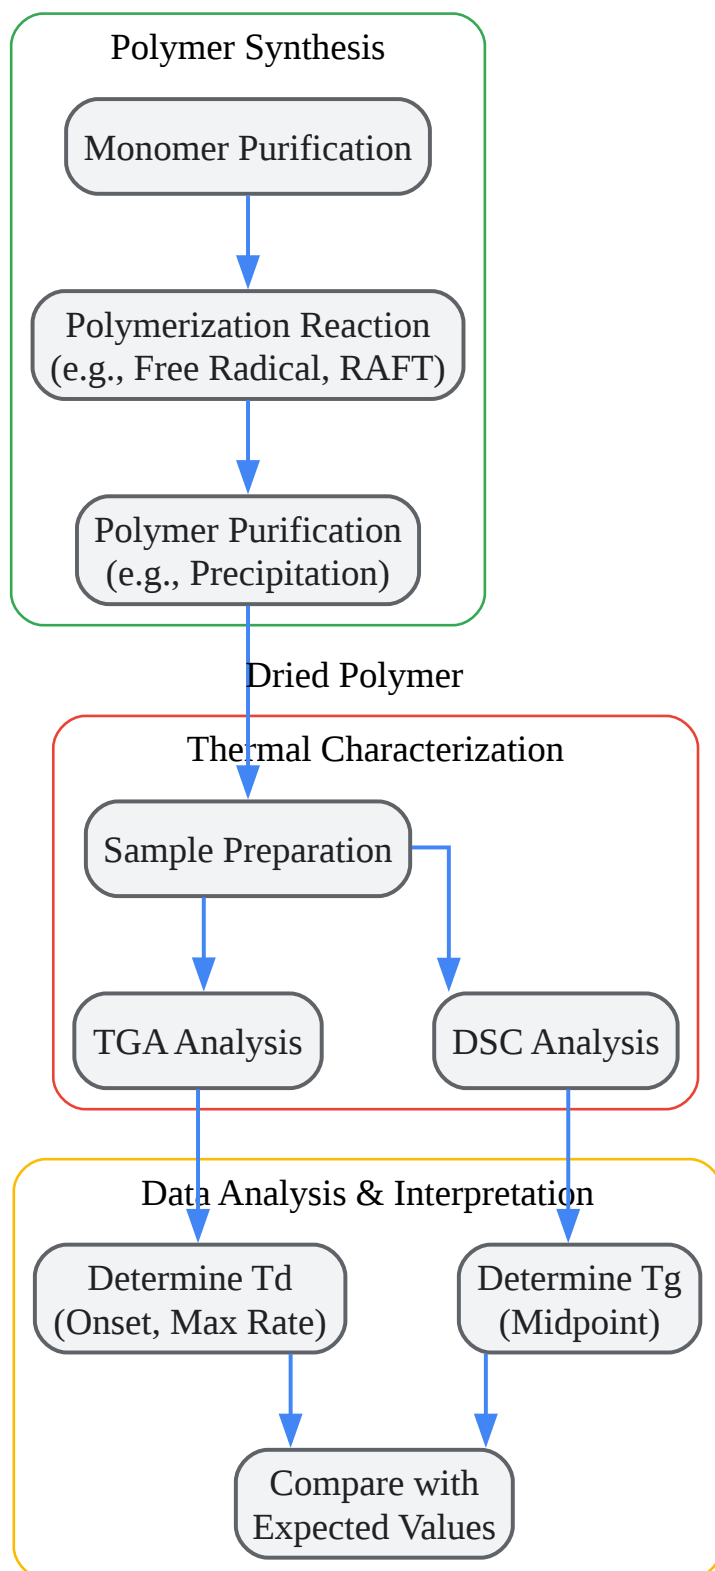 Polymer Synthesis
Monomer Purification
Polymerization Reaction
(e.g., Free Radical, RAFT)
Polymer Purification
(e.g., Precipitation)
Dried Polymer
Thermal Characterization
Sample Preparation
TGA Analysis
DSC Analysis
Data Analysis & Interpretation
Determine Td
(Onset, Max Rate)
Determine Tg
(Midpoint)
Compare with
Expected Values